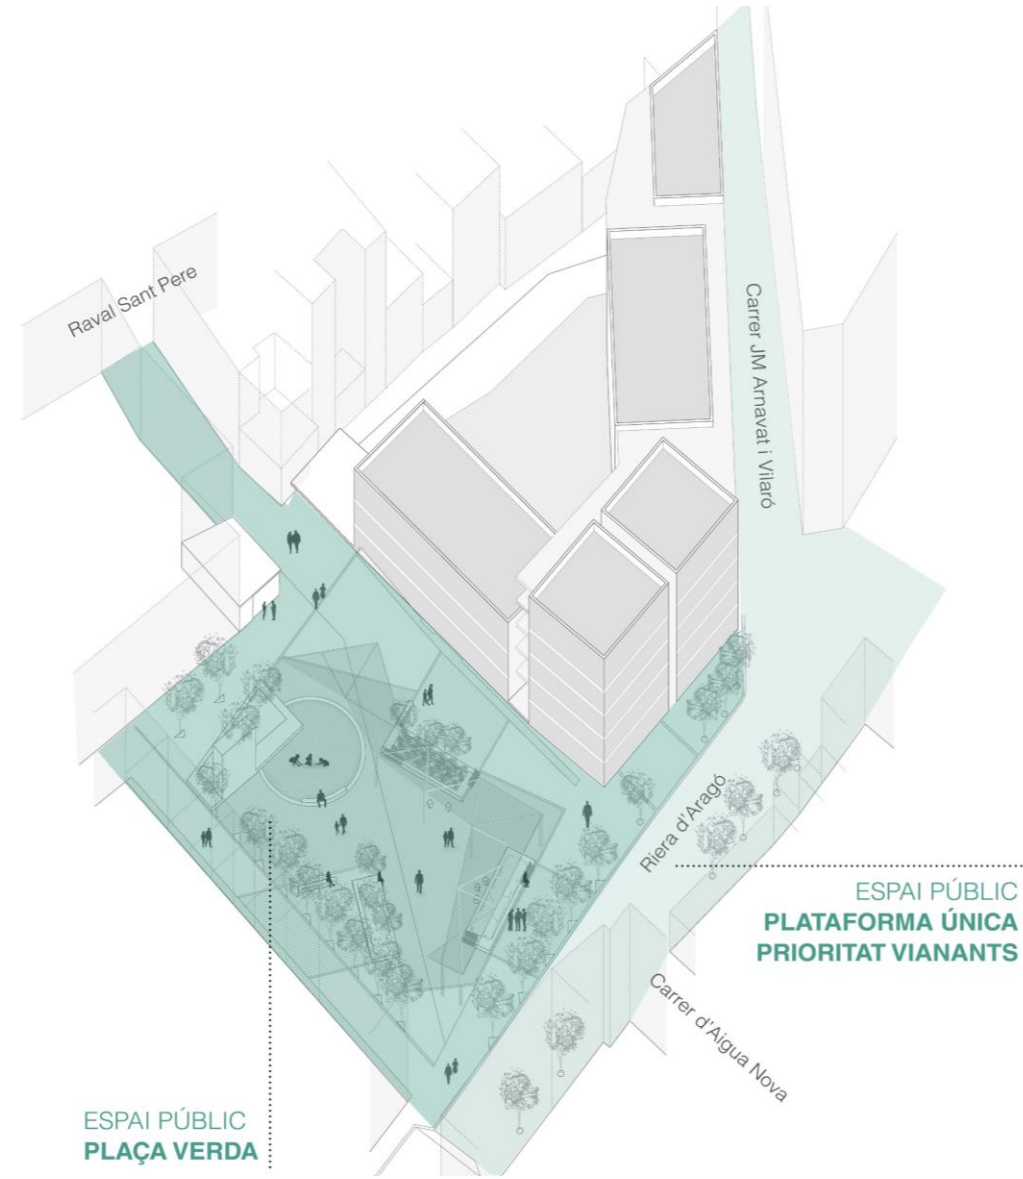 Raval Sant Pere
Carrer JM Arnavat i Vilaró
Riera d'Aragó
ESPAI PÚBLIC
PLATAFORMA ÚNICA
PRIORITAT VIANANTS
Carrer d'Aigua Nova
ESPAI PÚBLIC
PLAÇA VERDA